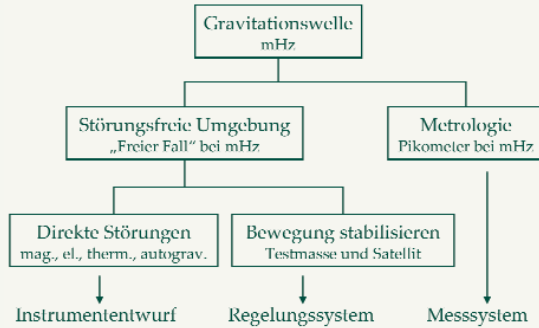 Gravitationswelle
mHz
Störungsfreie Umgebung
„Freier Fall“ bei mHz
Metrologie
Pikometer bei mHz
Direkte Störungen
mag., el., therm., autograv.
Bewegung stabilisieren
Testmasse und Satellit
Instrumententwurf
Regelungssystem
Messsystem